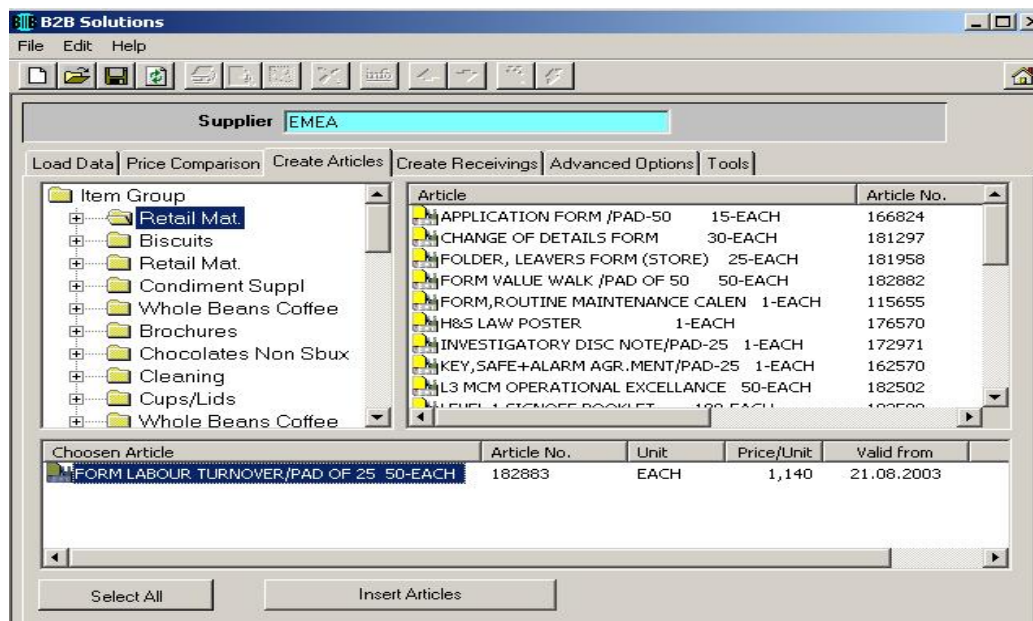 B2B Solutions
File Edit Help
info
Supplier EMEA
Load Data Price Comparison Create Articles Create Receivings Advanced Options Tools
Item Group
Retail Mat.
Biscuits
Retail Mat.
Condiment Suppl
Whole Beans Coffee
Brochures
Chocolates Non Sbux
Cleaning
Cups/Lids
Whole Beans Coffee
Article Article No.
APPLICATION FORM /PAD-50 15-EACH 166824
CHANGE OF DETAILS FORM 30-EACH 181297
FOLDER, LEAVERS FORM (STORE) 25-EACH 181958
FORM VALUE WALK /PAD OF 50 50-EACH 182882
FORM,ROUTINE MAINTENANCE CALEN 1-EACH 115655
H&S LAW POSTER 1-EACH 176570
INVESTIGATORY DISC NOTE/PAD-25 1-EACH 172971
KEY,SAFE+ALARM AGR.MENT/PAD-25 1-EACH 162570
L3 MCM OPERATIONAL EXCELLANCE 50-EACH 182502
Choosen Article Article No. Unit Price/Unit Valid from
FORM LABOUR TURNOVER/PAD OF 25 50-EACH 182883 EACH 1,140 21.08.2003
Select All Insert Articles